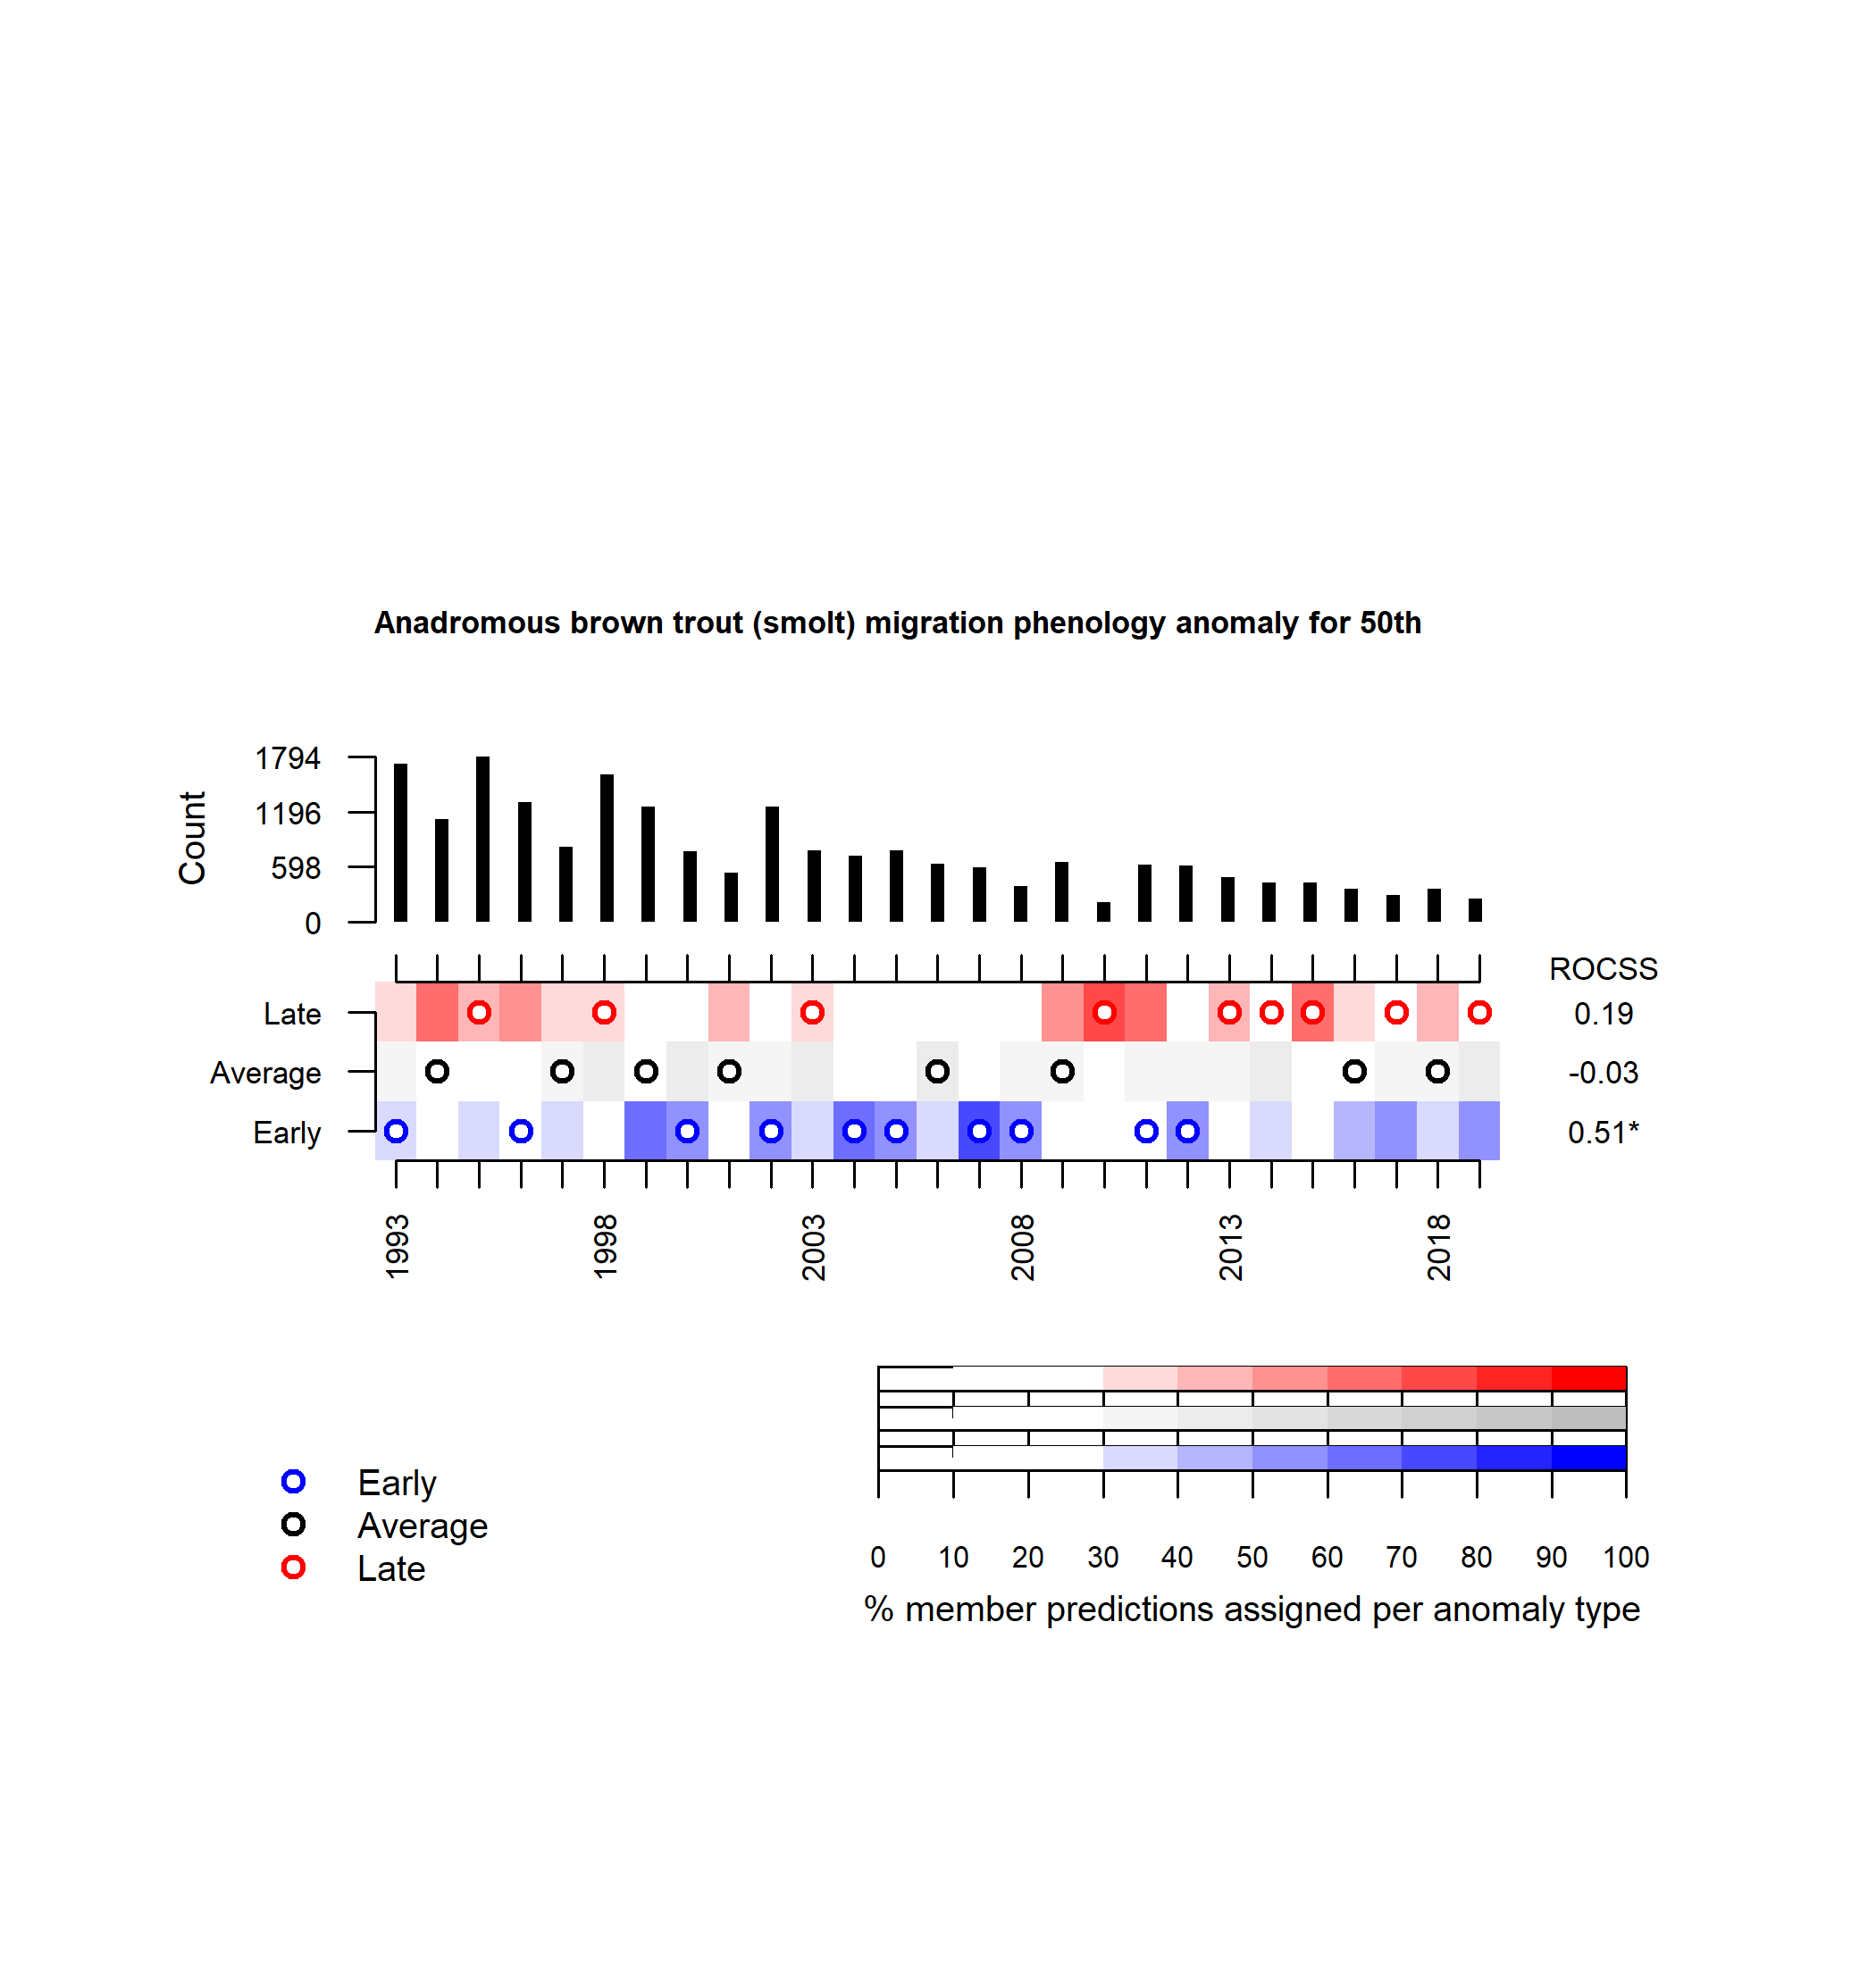 Anadromous brown trout (smolt) migration phenology anomaly for 50th
Count
1794
1196
598
0
ROCSS
Late
0.19
Average
-0.03
Early
0.51*
1993
1998
2003
2008
2013
2018
Early
Average
Late
0 10 20 30 40 50 60 70 80 90 100
% member predictions assigned per anomaly type